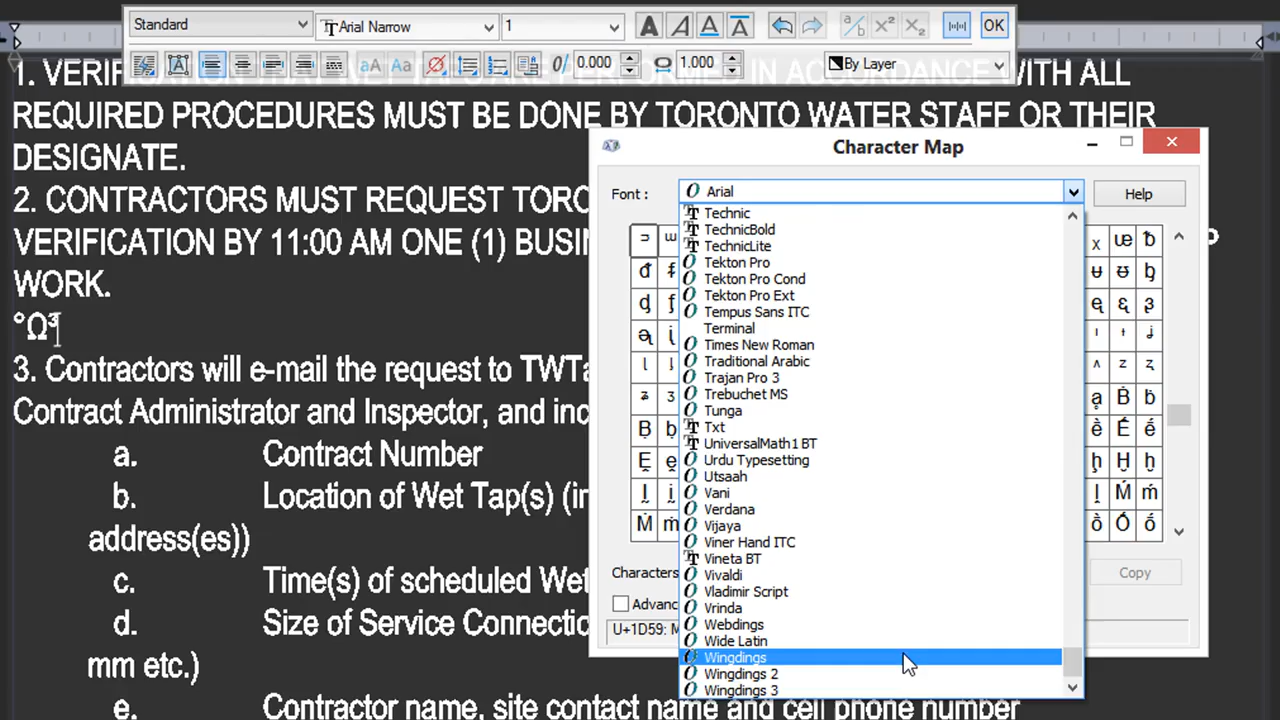 Standard
Arial Narrow
1
OK
0.000
1.000
By Layer
1. VERIF
IN ACCORDANCE WITH ALL
REQUIRED PROCEDURES MUST BE DONE BY TORONTO WATER STAFF OR THEIR
DESIGNATE.
2. CONTRACTORS MUST REQUEST TORO
VERIFICATION BY 11:00 AM ONE (1) BUSIN
WORK.
°Ω
3. Contractors will e-mail the request to TWTa
Contract Administrator and Inspector, and inc
a. Contract Number
b. Location of Wet Tap(s) (in
address(es))
c. Time(s) of scheduled Wet
d. Size of Service Connectic
mm etc.)
e. Contractor name, site contact name and cell phone number
Character Map
Font :
Arial
Help
Technic
TechnicBold
TechnicLite
Tekton Pro
Tekton Pro Cond
Tekton Pro Ext
Tempus Sans ITC
Terminal
Times New Roman
Traditional Arabic
Trajan Pro 3
Trebuchet MS
Tunga
Txt
UniversalMath1 BT
Urdu Typesetting
Utsaah
Vani
Verdana
Vijaya
Viner Hand ITC
Vineta BT
Vivaldi
Vladimir Script
Vrinda
Webdings
Wide Latin
Wingdings
Wingdings 2
Wingdings 3
Characters
Copy
Advanc
U+1D59: M